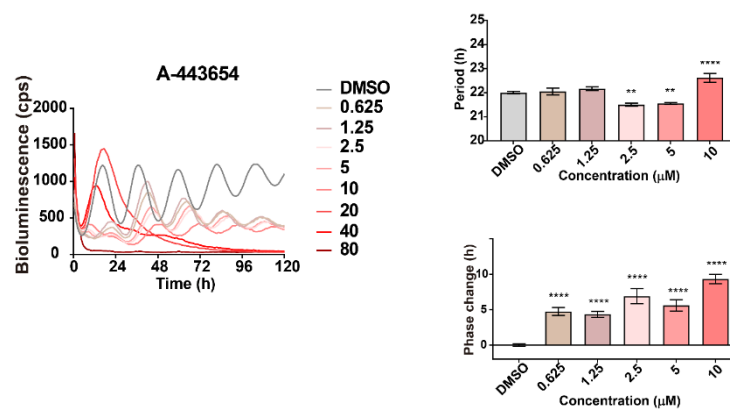 A-443654
Bioluminescence (cps)
2000
1500
1000
500
0
0 24 48 72 96 120
Time (h)
DMSO
0.625
1.25
2.5
5
10
20
40
80
Period (h)
25
24
23
22
21
20
** ** ****
DMSO 0.625 1.25 2.5 5 10
Concentration (μM)
Phase change (h)
10
5
0
**** **** **** **** ****
DMSO 0.625 1.25 2.5 5 10
Concentration (μM)